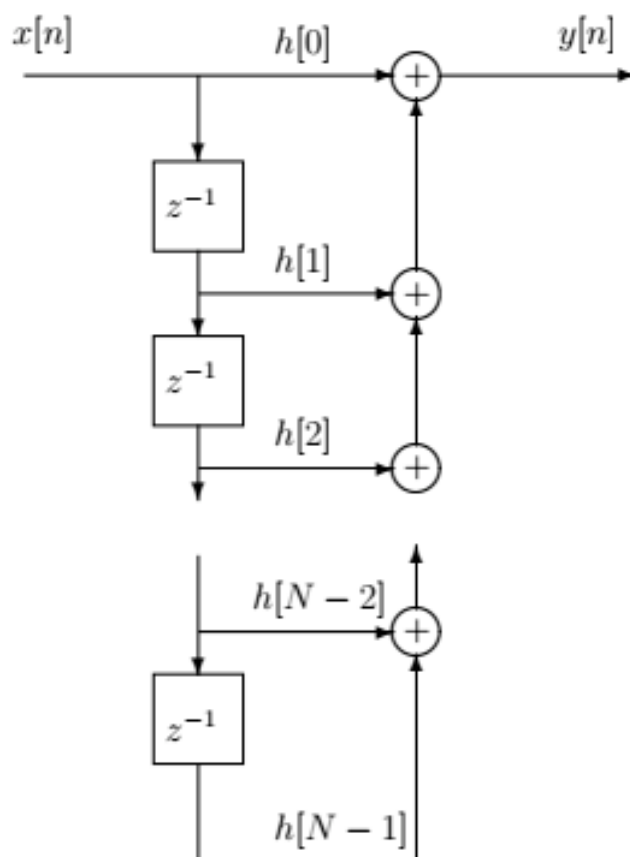 x[n] h[0] y[n]
+
z⁻¹
h[1]
+
z⁻¹
h[2]
+
h[N − 2]
+
z⁻¹
h[N − 1]